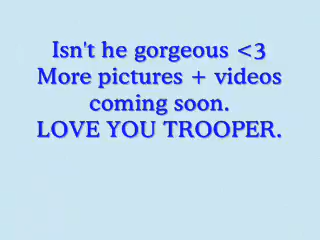 Isn't he gorgeous <3
More pictures + videos
coming soon.
LOVE YOU TROOPER.